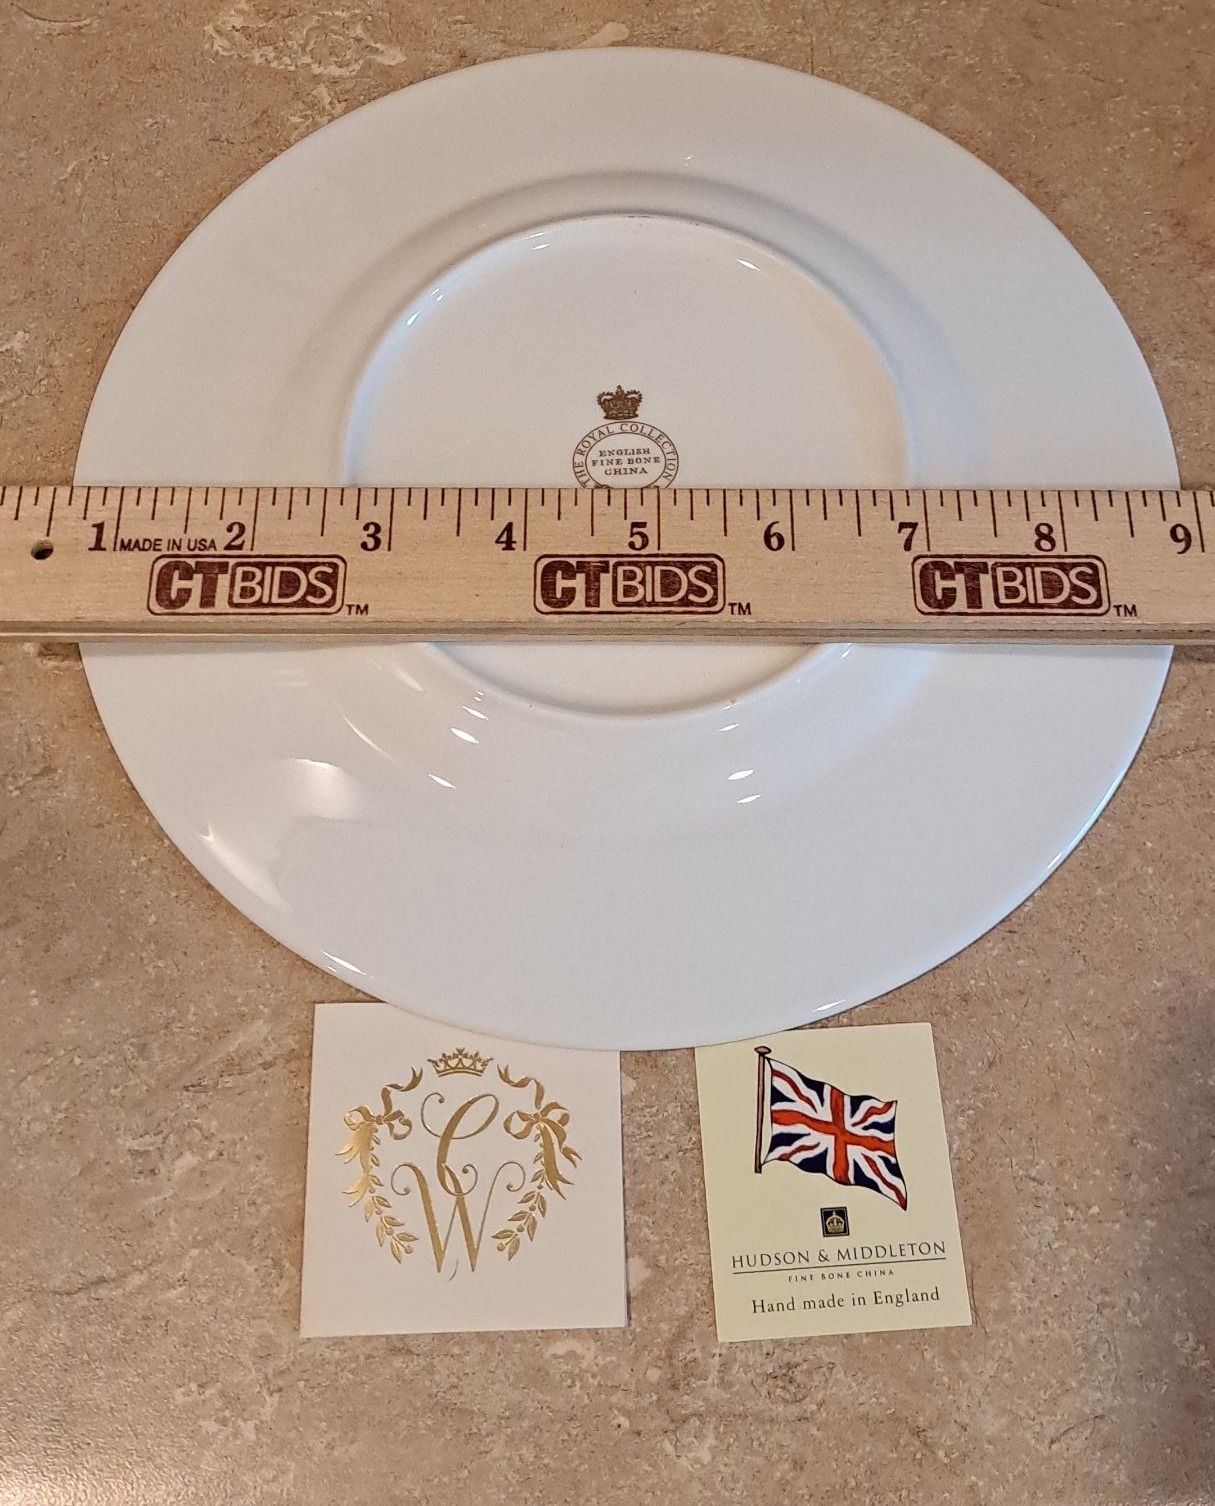 THE ROYAL COLLECTION
ENGLISH
FINE BONE
CHINA
1 2 3 4 5 6 7 8 9
MADE IN USA
CTBIDS™ CTBIDS™ CTBIDS™
C
W
HUDSON & MIDDLETON
FINE BONE CHINA
Hand made in England